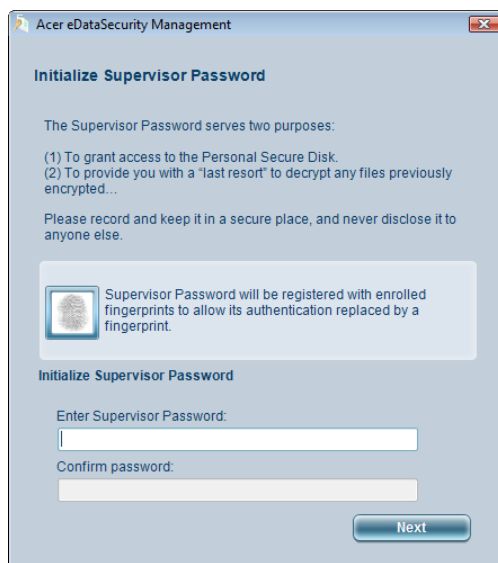 Acer eDataSecurity Management
Initialize Supervisor Password
The Supervisor Password serves two purposes:
(1) To grant access to the Personal Secure Disk.
(2) To provide you with a “last resort” to decrypt any files previously
encrypted…
Please record and keep it in a secure place, and never disclose it to
anyone else.
Supervisor Password will be registered with enrolled
fingerprints to allow its authentication replaced by a
fingerprint.
Initialize Supervisor Password
Enter Supervisor Password:
Confirm password:
Next